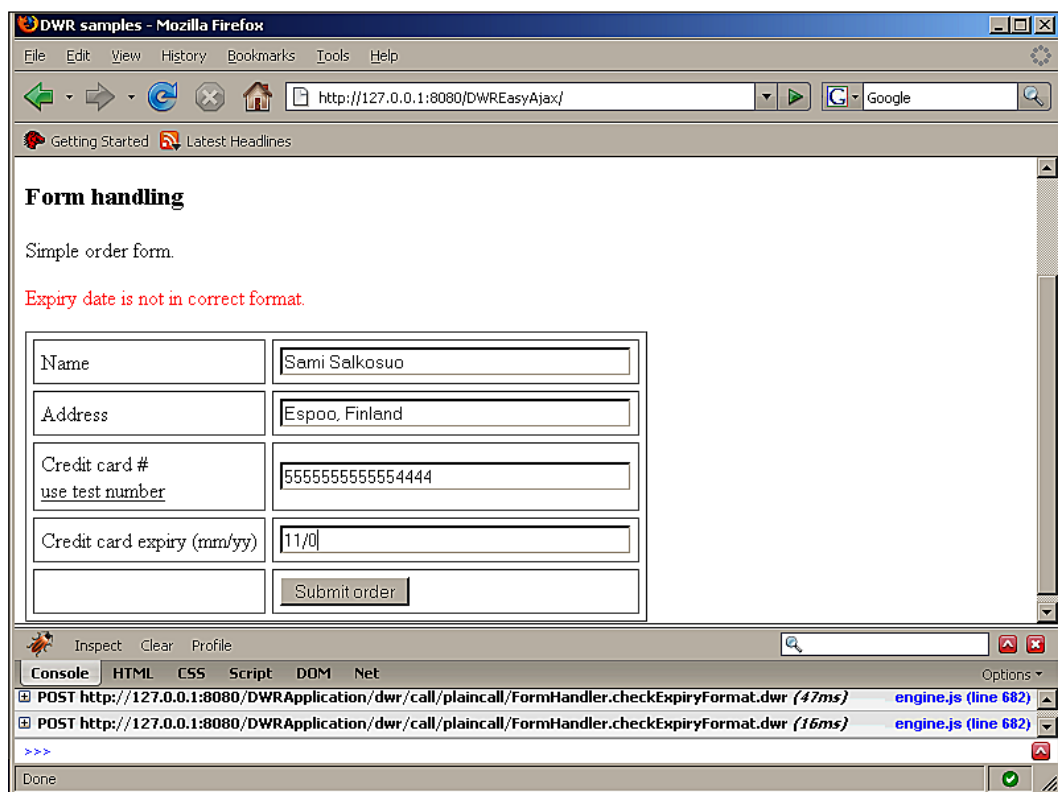 DWR samples - Mozilla Firefox
File Edit View History Bookmarks Tools Help
http://127.0.0.1:8080/DWREasyAjax/ G Google
Getting Started Latest Headlines
Form handling
Simple order form.
Expiry date is not in correct format.
Name Sami Salkosuo
Address Espoo, Finland
Credit card #
use test number 5555555555554444
Credit card expiry (mm/yy) 11/0
Submit order
Inspect Clear Profile
Console HTML CSS Script DOM Net Options
POST http://127.0.0.1:8080/DWRApplication/dwr/call/plaincall/FormHandler.checkExpiryFormat.dwr (47ms) engine.js (line 682)
POST http://127.0.0.1:8080/DWRApplication/dwr/call/plaincall/FormHandler.checkExpiryFormat.dwr (16ms) engine.js (line 682)
>>>
Done